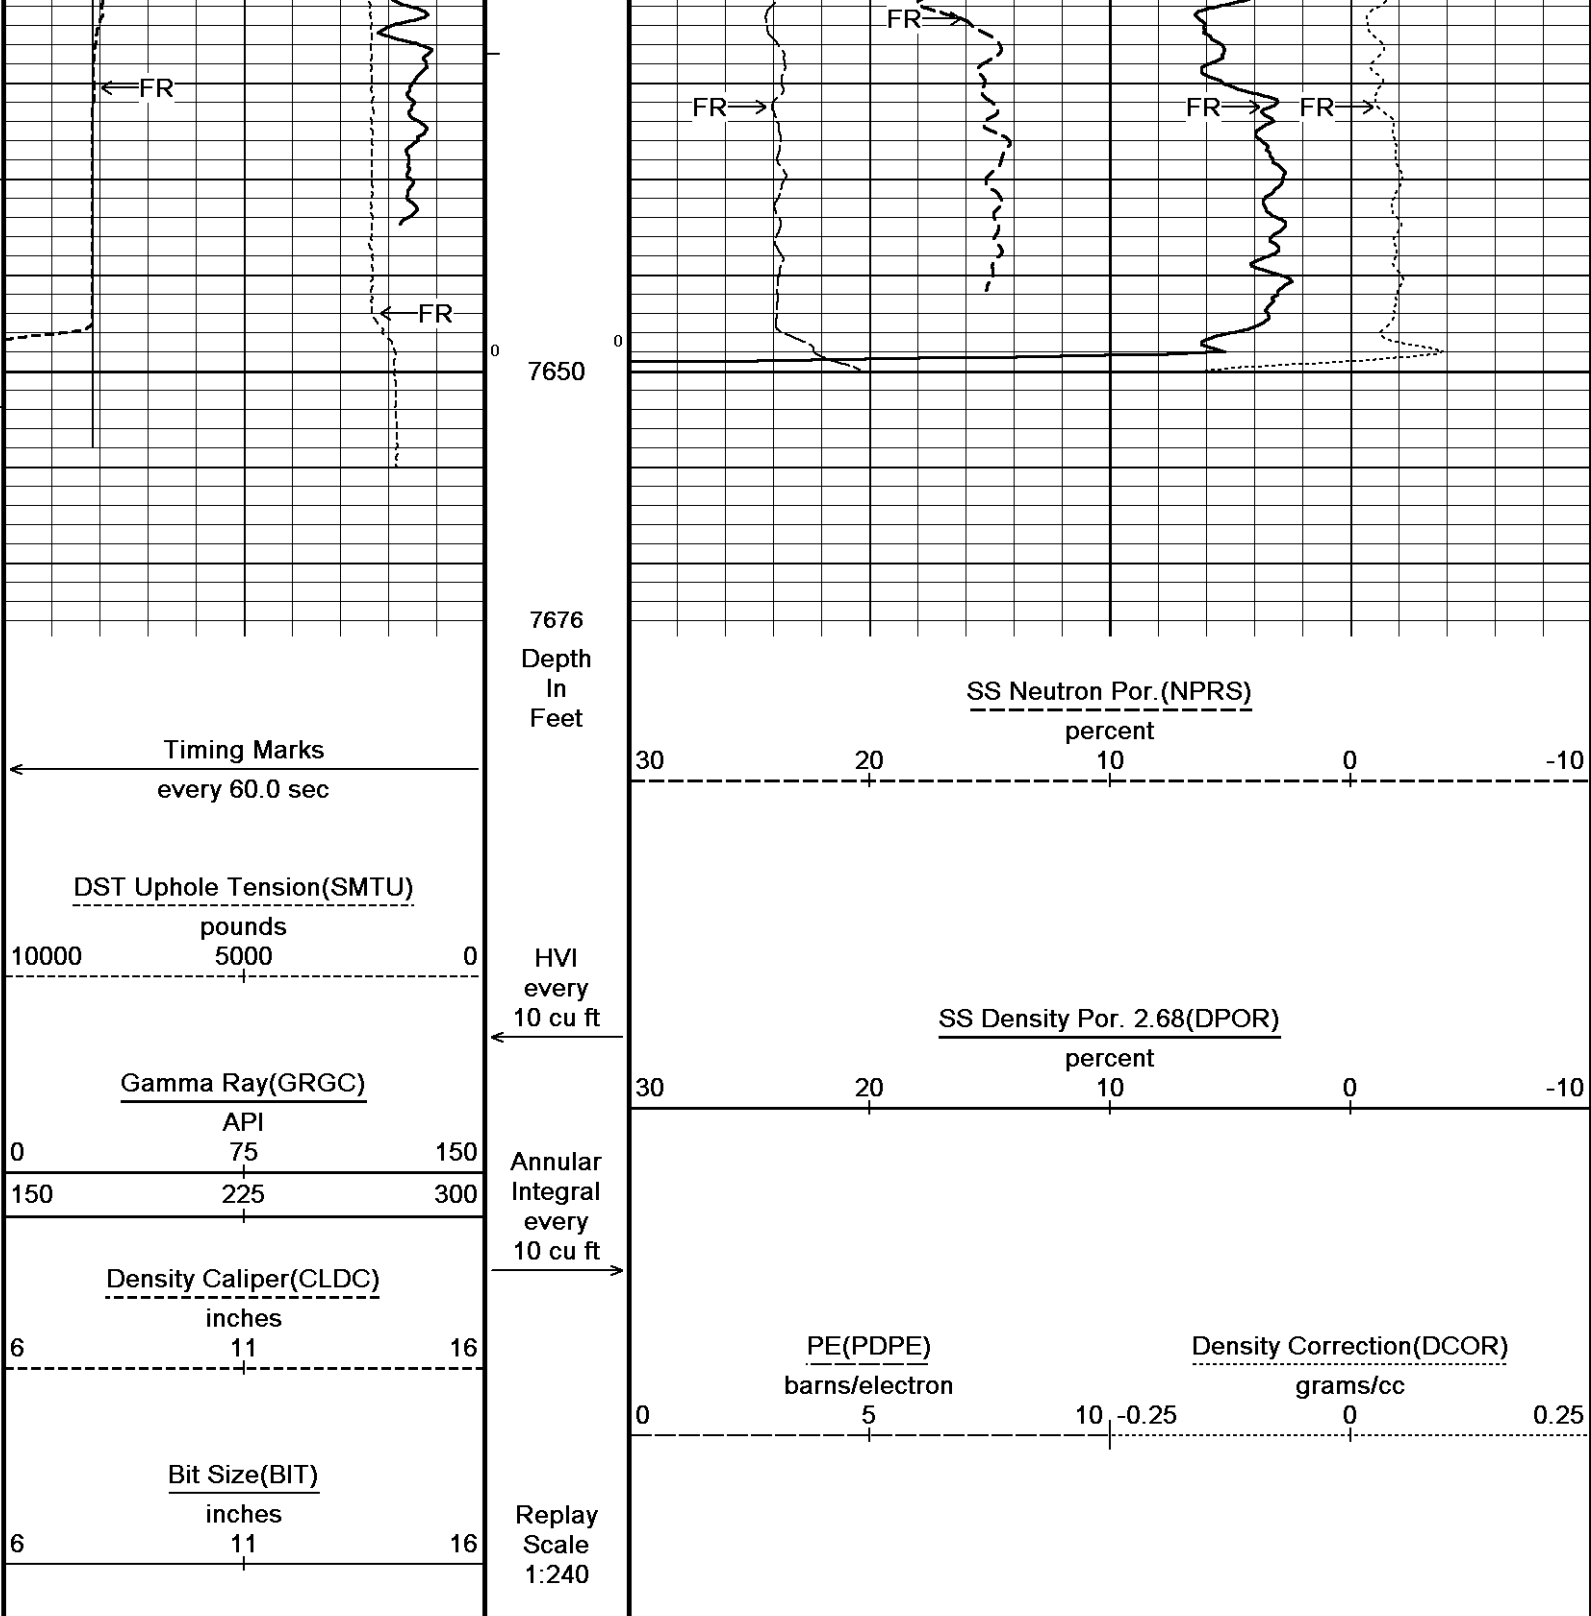 FR
FR
FR
FR
FR
FR
0
0
7650
7676
Depth
In
Feet
Timing Marks
every 60.0 sec
DST Uphole Tension(SMTU)
pounds
10000 5000 0
Gamma Ray(GRGC)
API
0 75 150
150 225 300
Density Caliper(CLDC)
inches
6 11 16
Bit Size(BIT)
inches
6 11 16
HVI
every
10 cu ft
Annular
Integral
every
10 cu ft
Replay
Scale
1:240
SS Neutron Por.(NPRS)
percent
30 20 10 0 -10
SS Density Por. 2.68(DPOR)
percent
30 20 10 0 -10
PE(PDPE)
barns/electron
0 5 10
Density Correction(DCOR)
grams/cc
-0.25 0 0.25